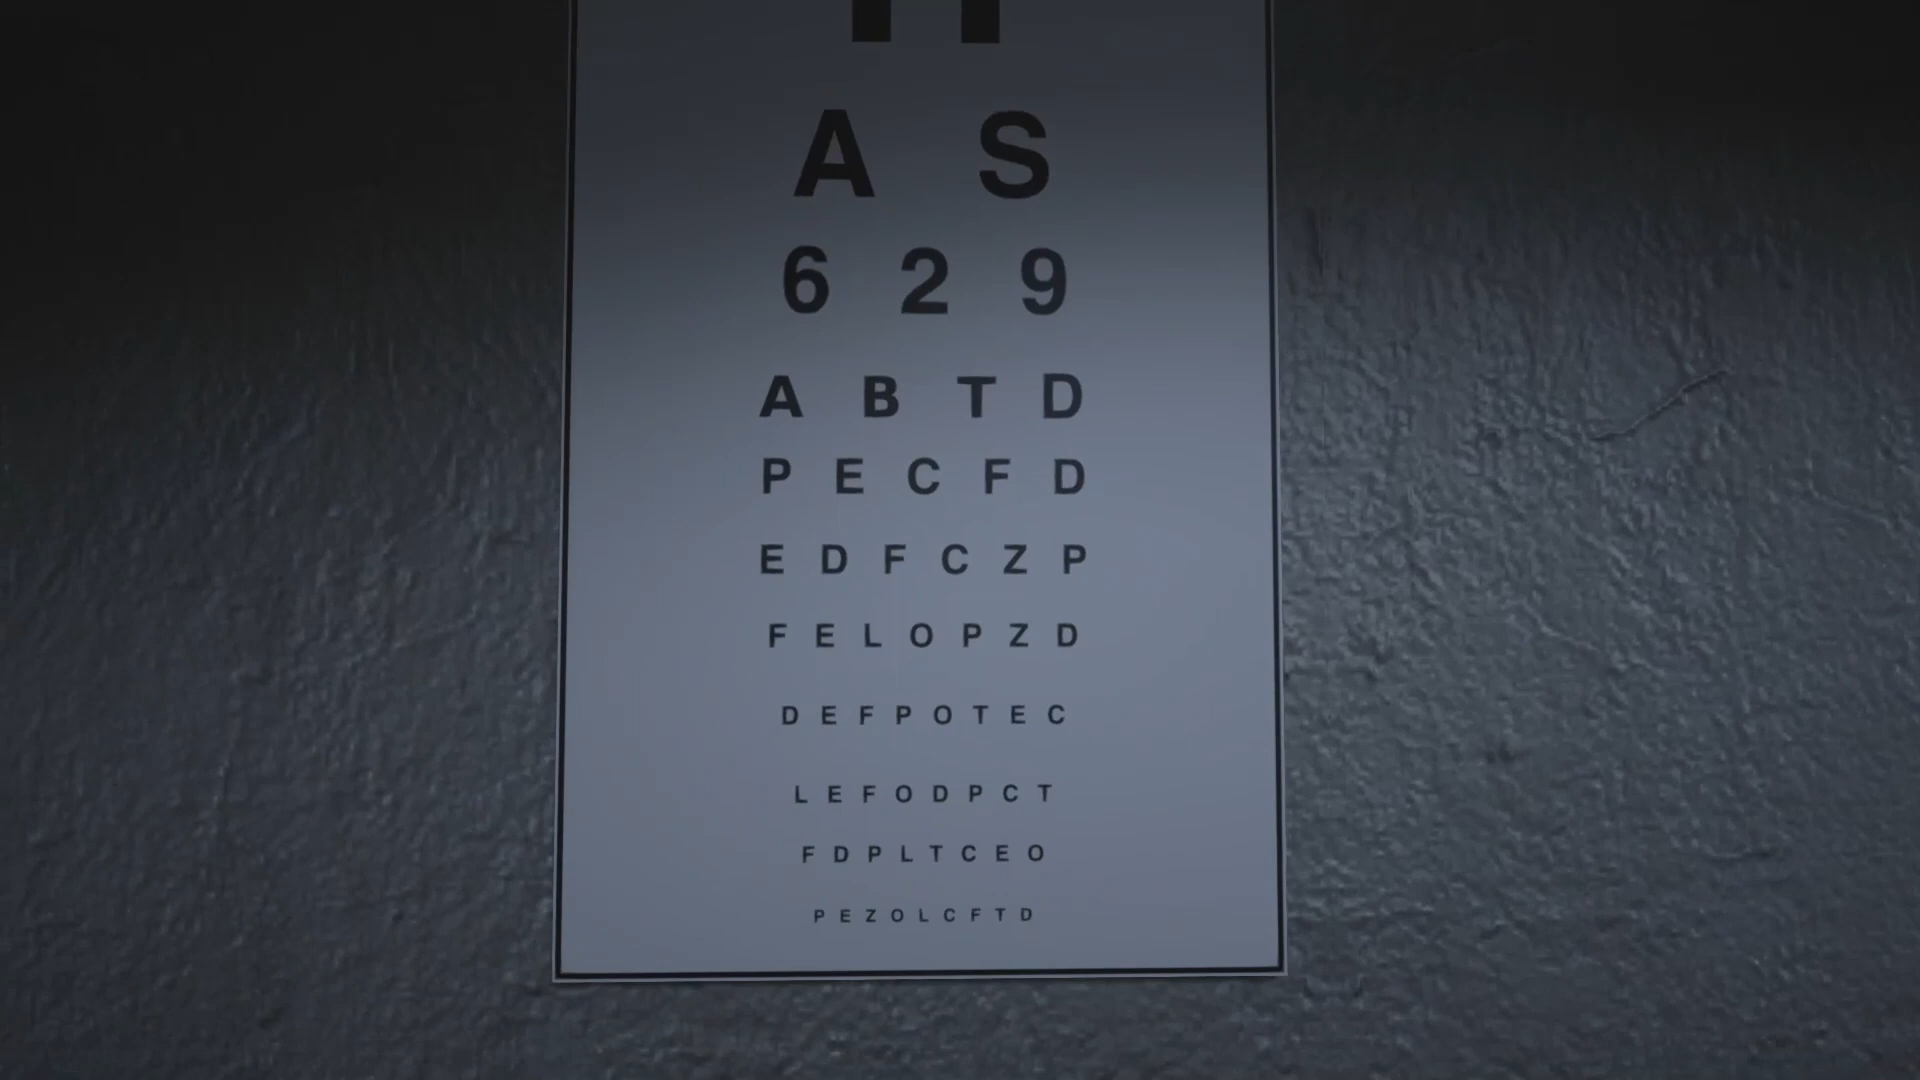 A S
6 2 9
A B T D
P E C F D
E D F C Z P
F E L O P Z D
D E F P O T E C
L E F O D P C T
F D P L T C E O
P E Z O L C F T D